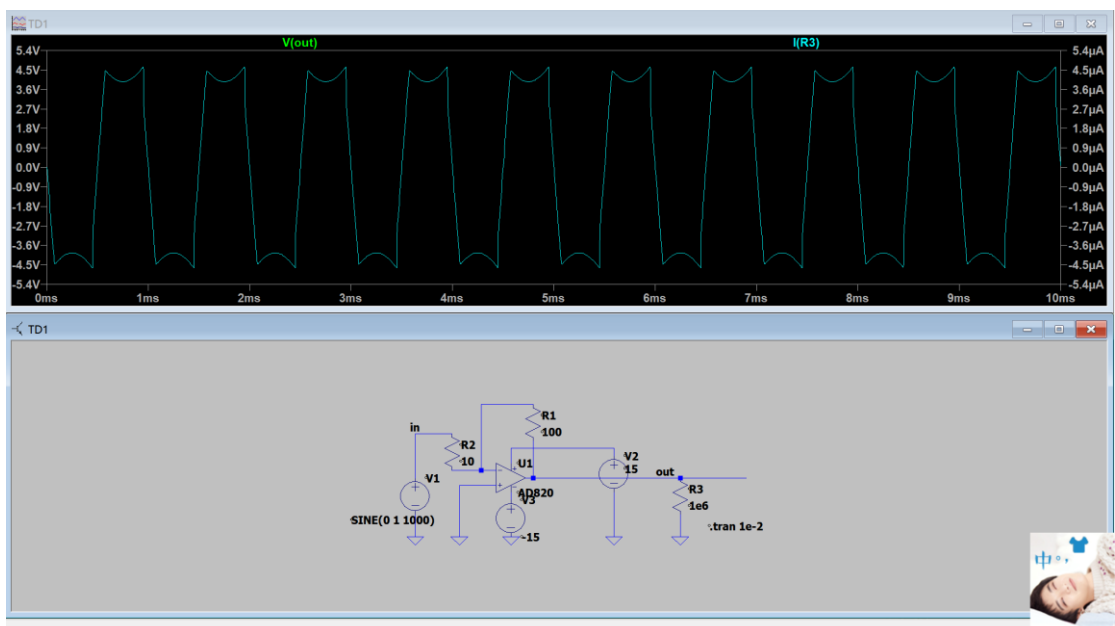 TD1
V(out)
I(R3)
5.4V
4.5V
3.6V
2.7V
1.8V
0.9V
0.0V
-0.9V
-1.8V
-2.7V
-3.6V
-4.5V
-5.4V
5.4µA
4.5µA
3.6µA
2.7µA
1.8µA
0.9µA
0.0µA
-0.9µA
-1.8µA
-2.7µA
-3.6µA
-4.5µA
-5.4µA
0ms
1ms
2ms
3ms
4ms
5ms
6ms
7ms
8ms
9ms
10ms
TD1
in
R1
100
R2
10
U1
AD820
V1
SINE(0 1 1000)
V2
15
V3
-15
out
R3
1e6
.tran 1e-2
中°,